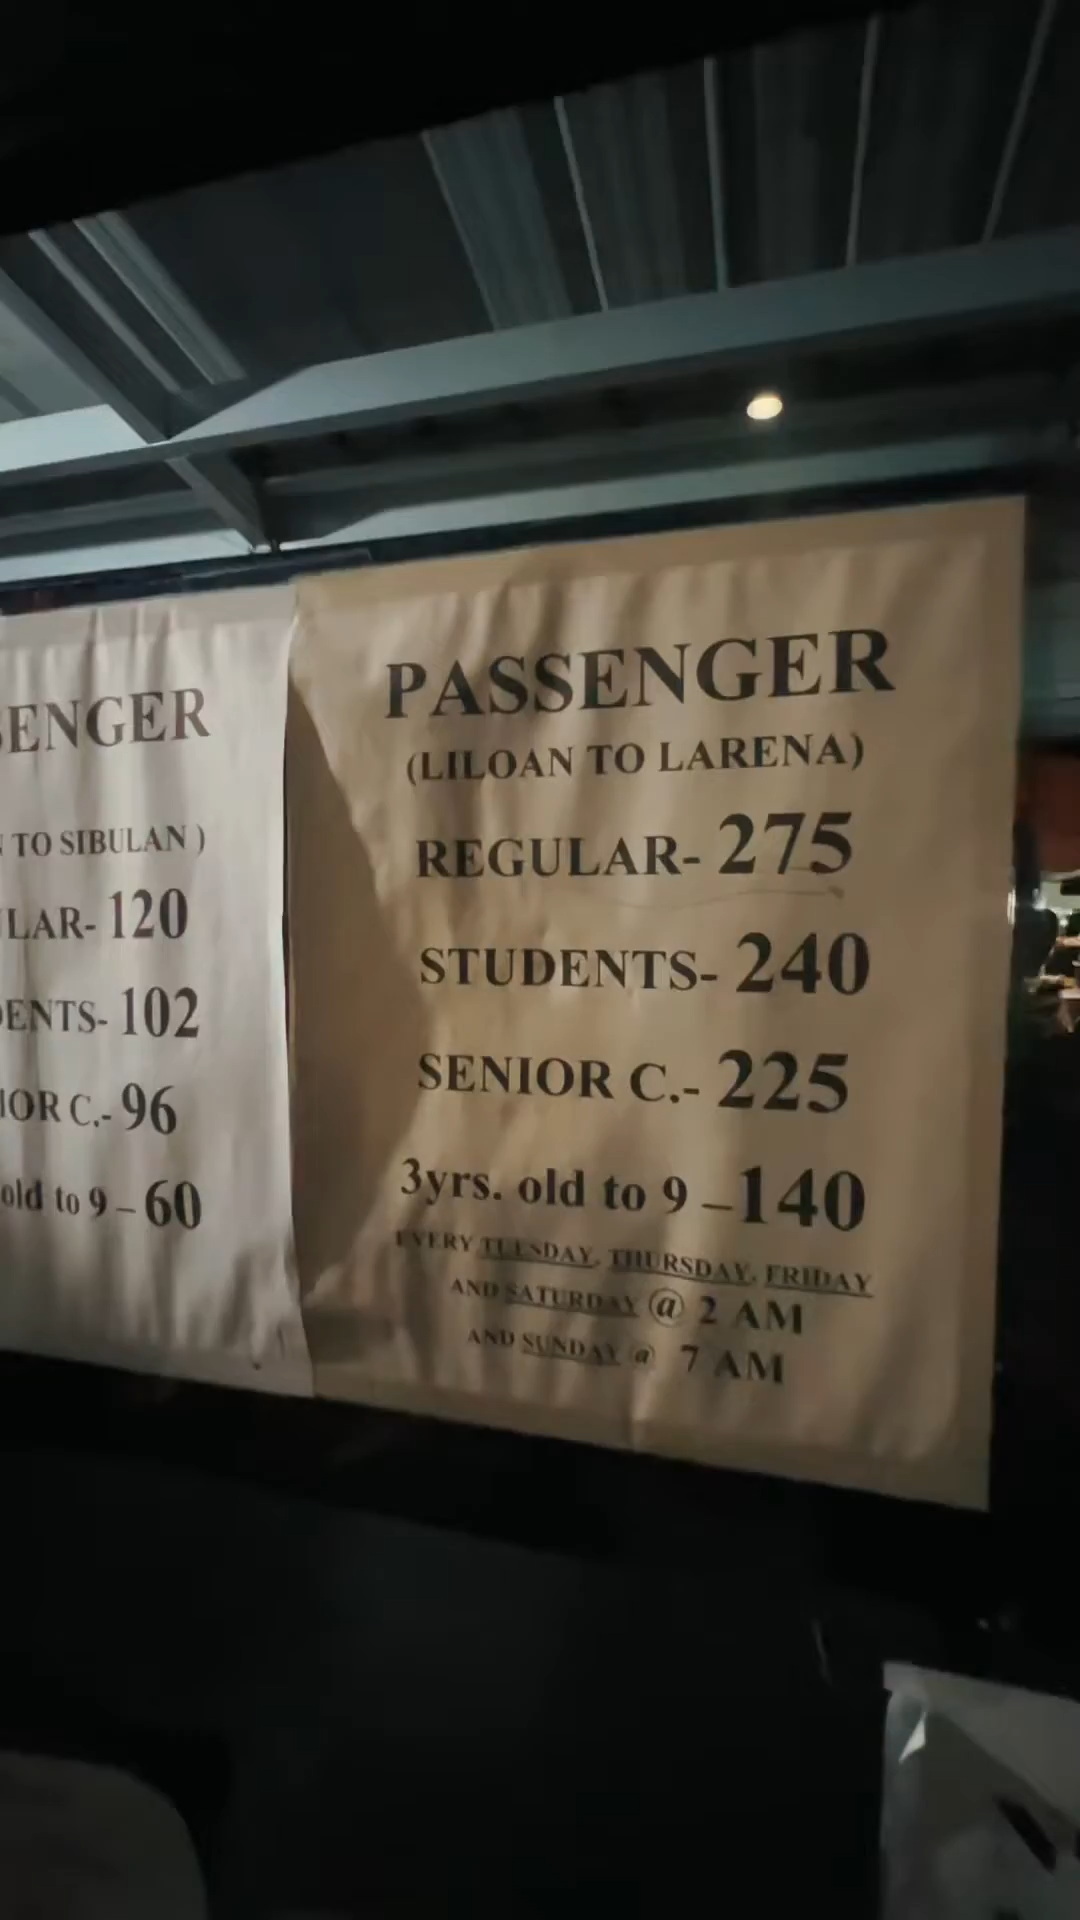 SENGER
TO SIBULAN )
LAR- 120
ENTS- 102
IOR C.- 96
old to 9 – 60
PASSENGER
(LILOAN TO LARENA)
REGULAR- 275
STUDENTS- 240
SENIOR C.- 225
3yrs. old to 9 –140
EVERY TUESDAY, THURSDAY, FRIDAY
AND SATURDAY @ 2 AM
AND SUNDAY @ 7 AM